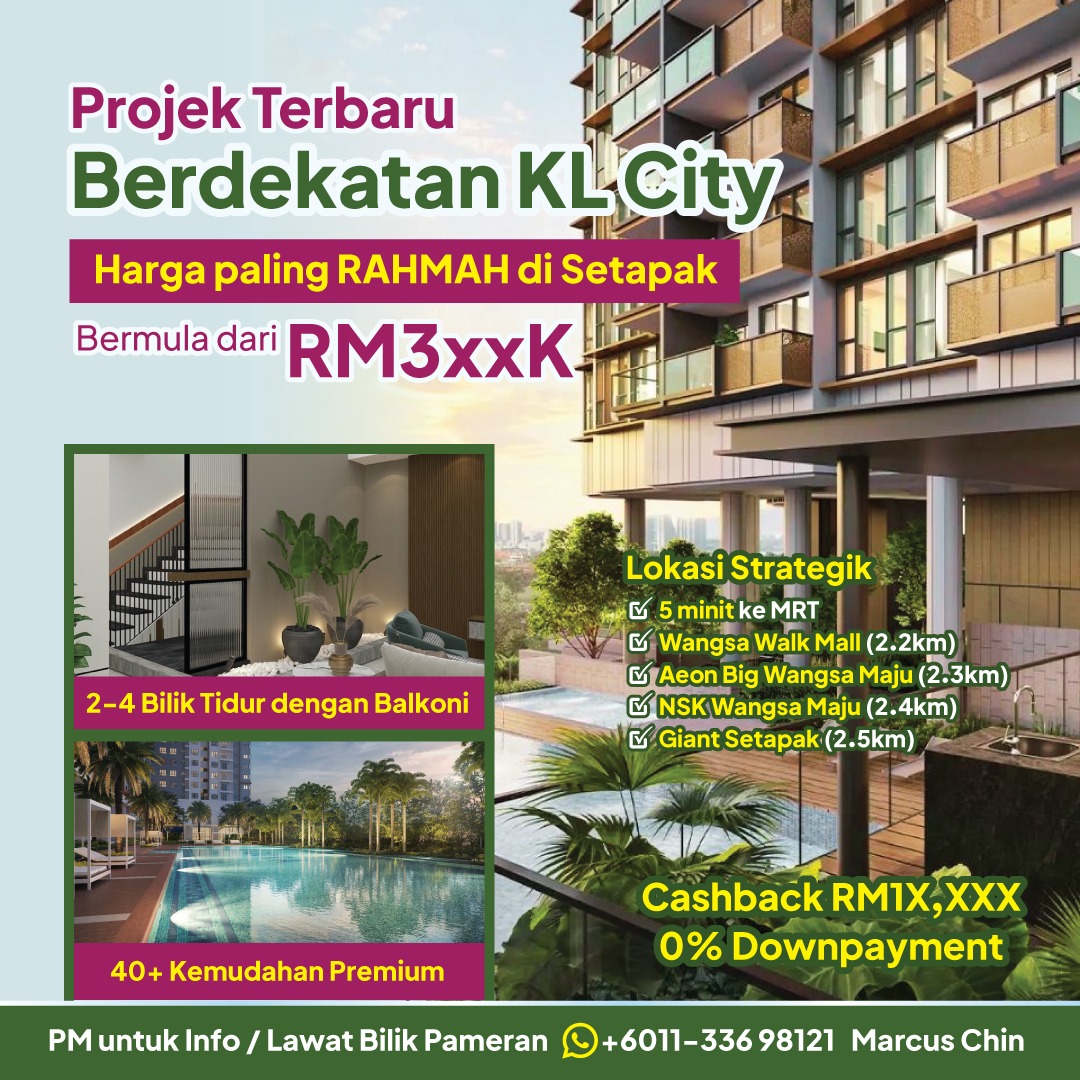 Projek Terbaru
Berdekatan KL City
Harga paling RAHMAH di Setapak
Bermula dari RM3xxK
2-4 Bilik Tidur dengan Balkoni
40+ Kemudahan Premium
Lokasi Strategik
5 minit ke MRT
Wangsa Walk Mall (2.2km)
Aeon Big Wangsa Maju (2.3km)
NSK Wangsa Maju (2.4km)
Giant Setapak (2.5km)
Cashback RM1X,XXX
0% Downpayment
PM untuk Info / Lawat Bilik Pameran +6011-336 98121 Marcus Chin